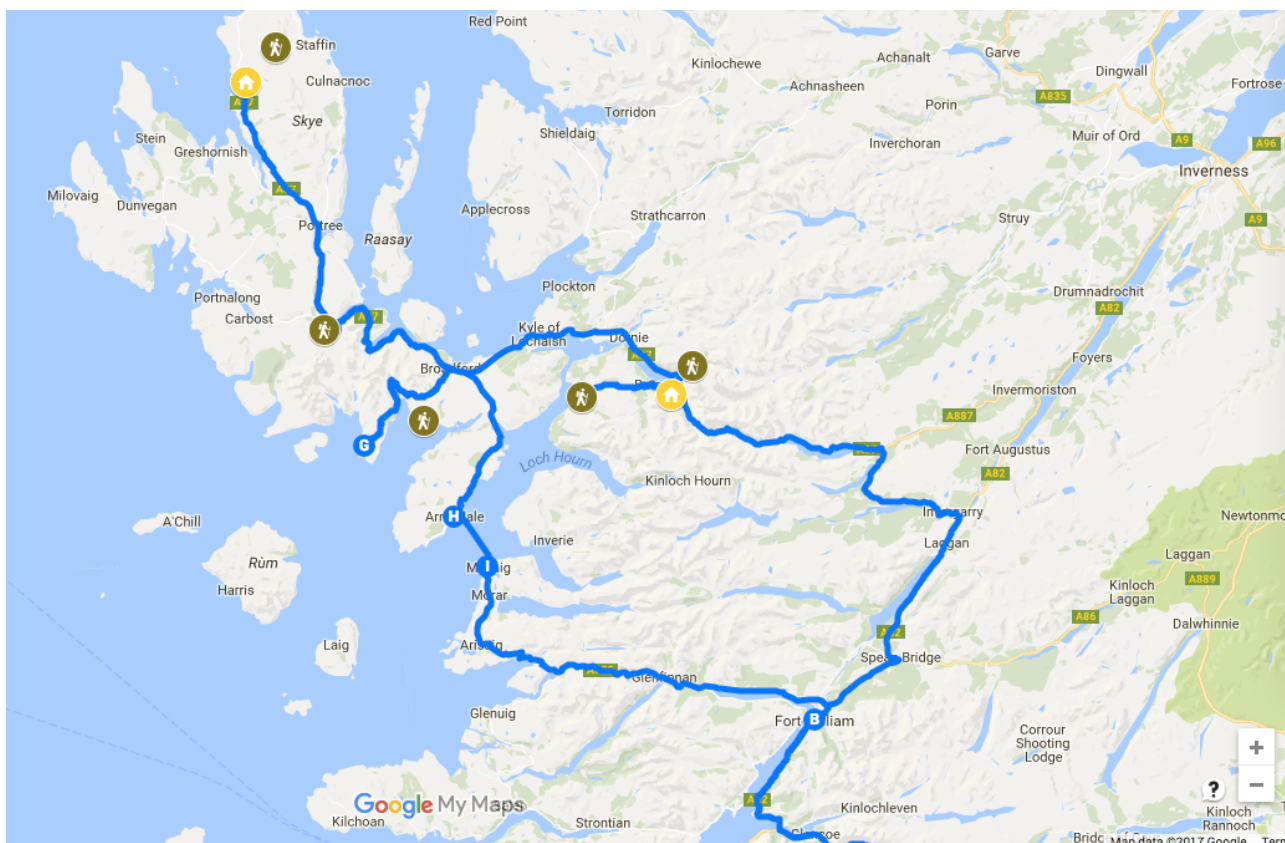 Red Point
Staffin
Culnacnoc
Skye
Stein
Greshornish
Milovaig
Dunvegan
Raasay
Portnalong
Carbost
Kinlochewe
Achnasheen
Achanalt
Garve
Dingwall
Fortrose
A835
Porin
Torridon
Shieldaig
Inverchoran
Muir of Ord
A9
A96
Inverness
A9
Applecross
Strathcarron
Struy
Drumnadrochit
A82
Plockton
Kyle of
Foyers
Invermoriston
A887
Fort Augustus
A82
G
Loch Hourn
Kinloch Hourn
A'Chill
Rùm
Harris
H
Inverie
I
Laggan
Newtonmo
Laggan
Kinloch
Laggan
A889
A86
Dalwhinnie
Laig
Glenfinnan
Glenuig
B
Corrour
Shooting
Lodge
Google My Maps
Kilchoan
Strontian
Kinlochleven
Kinloch
Rannoch
+
−
?
Map data ©2017 Google